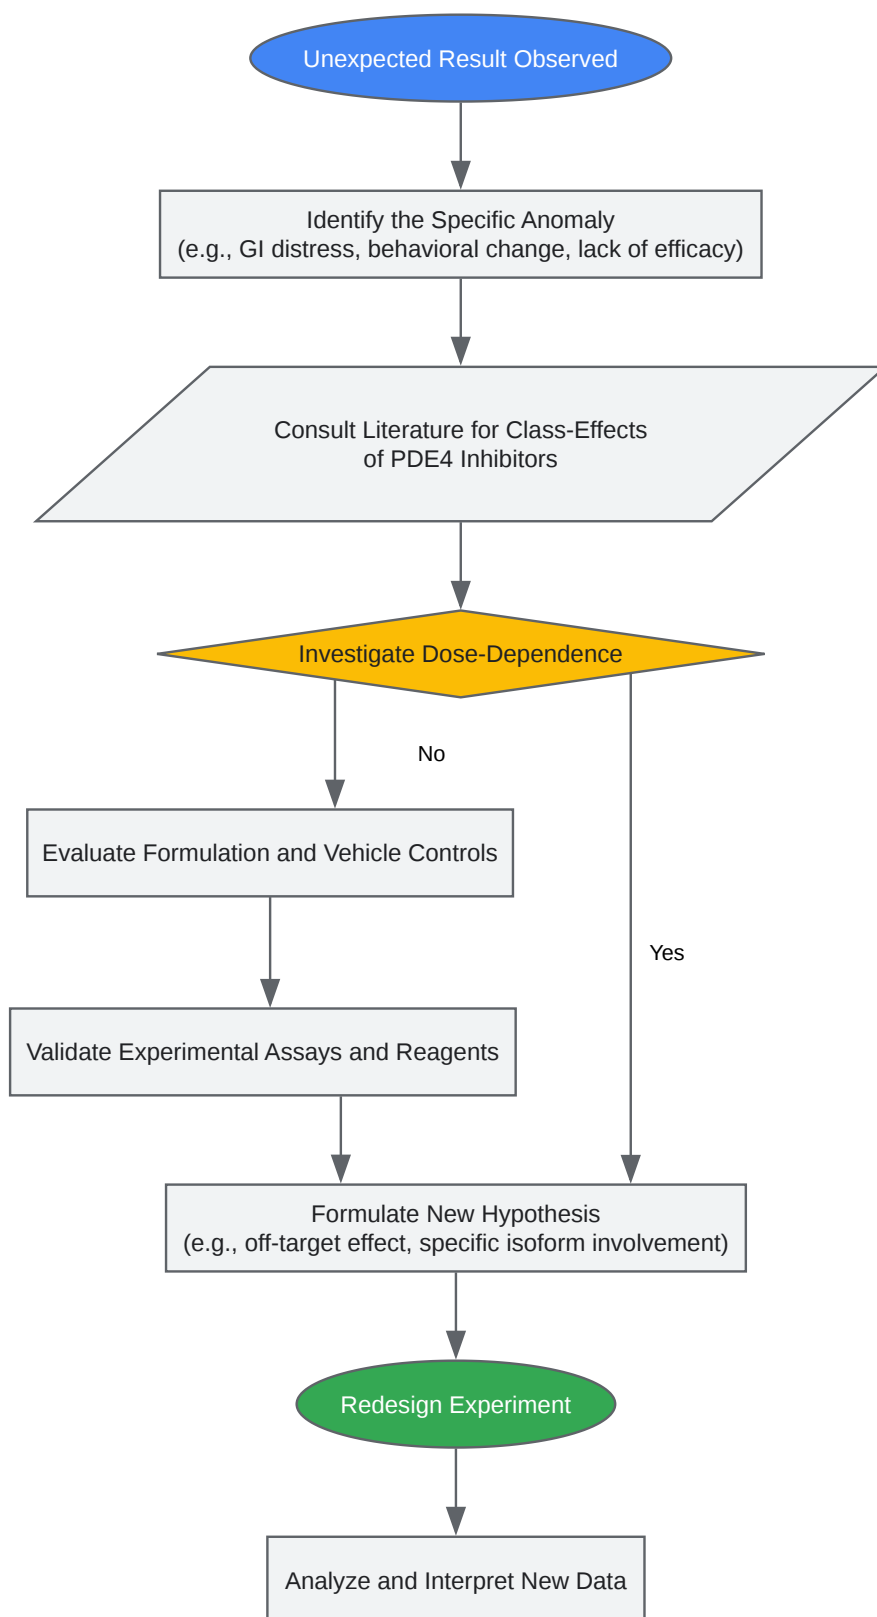 Unexpected Result Observed
Identify the Specific Anomaly
(e.g., GI distress, behavioral change, lack of efficacy)
Consult Literature for Class-Effects
of PDE4 Inhibitors
Investigate Dose-Dependence
No
Evaluate Formulation and Vehicle Controls
Yes
Validate Experimental Assays and Reagents
Formulate New Hypothesis
(e.g., off-target effect, specific isoform involvement)
Redesign Experiment
Analyze and Interpret New Data